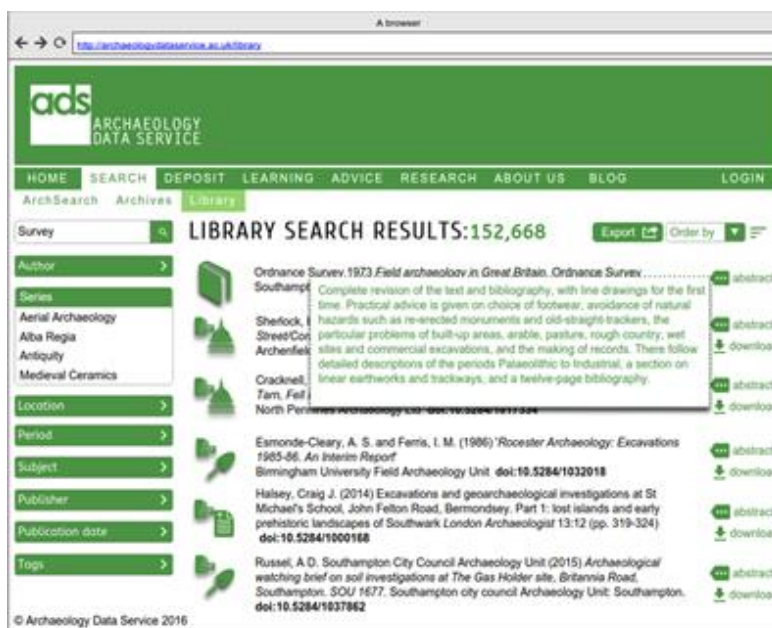 A browser
http://archaeologydataservice.ac.uk/library
ads
ARCHAEOLOGY
DATA SERVICE
HOME SEARCH DEPOSIT LEARNING ADVICE RESEARCH ABOUT US BLOG LOGIN
ArchSearch Archives Library
Survey
LIBRARY SEARCH RESULTS:152,668
Export
Order by
Author
Series
Aerial Archaeology
Alba Regia
Antiquity
Medieval Ceramics
Location
Period
Subject
Publisher
Publication date
Tags
Ordnance Survey 1973 Field archaeology in Great Britain. Ordnance Survey
Southampt
abstract
Complete revision of the text and bibliography, with line drawings for the first
time. Practical advice is given on choice of footwear, avoidance of natural
hazards such as re-erected monuments and old-straight-trackers, the
particular problems of built-up areas, arable, pasture, rough country, wet
sites and commercial excavations, and the making of records. There follow
detailed descriptions of the periods Palaeolithic to Industrial, a section on
linear earthworks and trackways, and a twelve-page bibliography.
Sherlock,
Street/Con
Archenfield
abstract
downloa
Cracknell,
Tarn, Fell
North Pennines Archaeology Ltd doi:10.5284/1017334
abstract
downloa
Esmonde-Cleary, A. S. and Ferris, I. M. (1986) 'Rocester Archaeology: Excavations
1985-86. An Interim Report'
Birmingham University Field Archaeology Unit doi:10.5284/1032018
abstract
downloa
Halsey, Craig J. (2014) Excavations and geoarchaeological investigations at St
Michael's School, John Felton Road, Bermondsey. Part 1: lost islands and early
prehistoric landscapes of Southwark London Archaeologist 13:12 (pp. 319-324)
doi:10.5284/1000168
abstract
downloa
Russel, A D. Southampton City Council Archaeology Unit (2015) Archaeological
watching brief on soil investigations at The Gas Holder site, Britannia Road,
Southampton. SOU 1677. Southampton city council Archaeology Unit: Southampton.
doi:10.5284/1037862
abstract
downloa
© Archaeology Data Service 2016